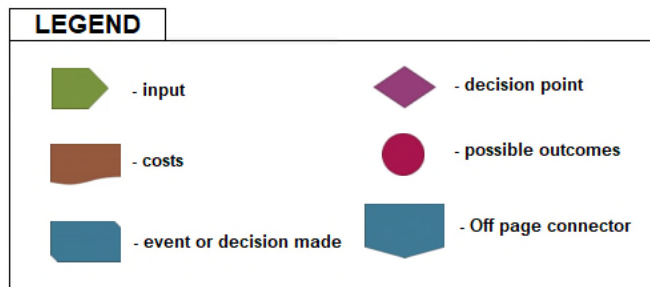 LEGEND
- input
- decision point
- costs
- possible outcomes
- event or decision made
- Off page connector